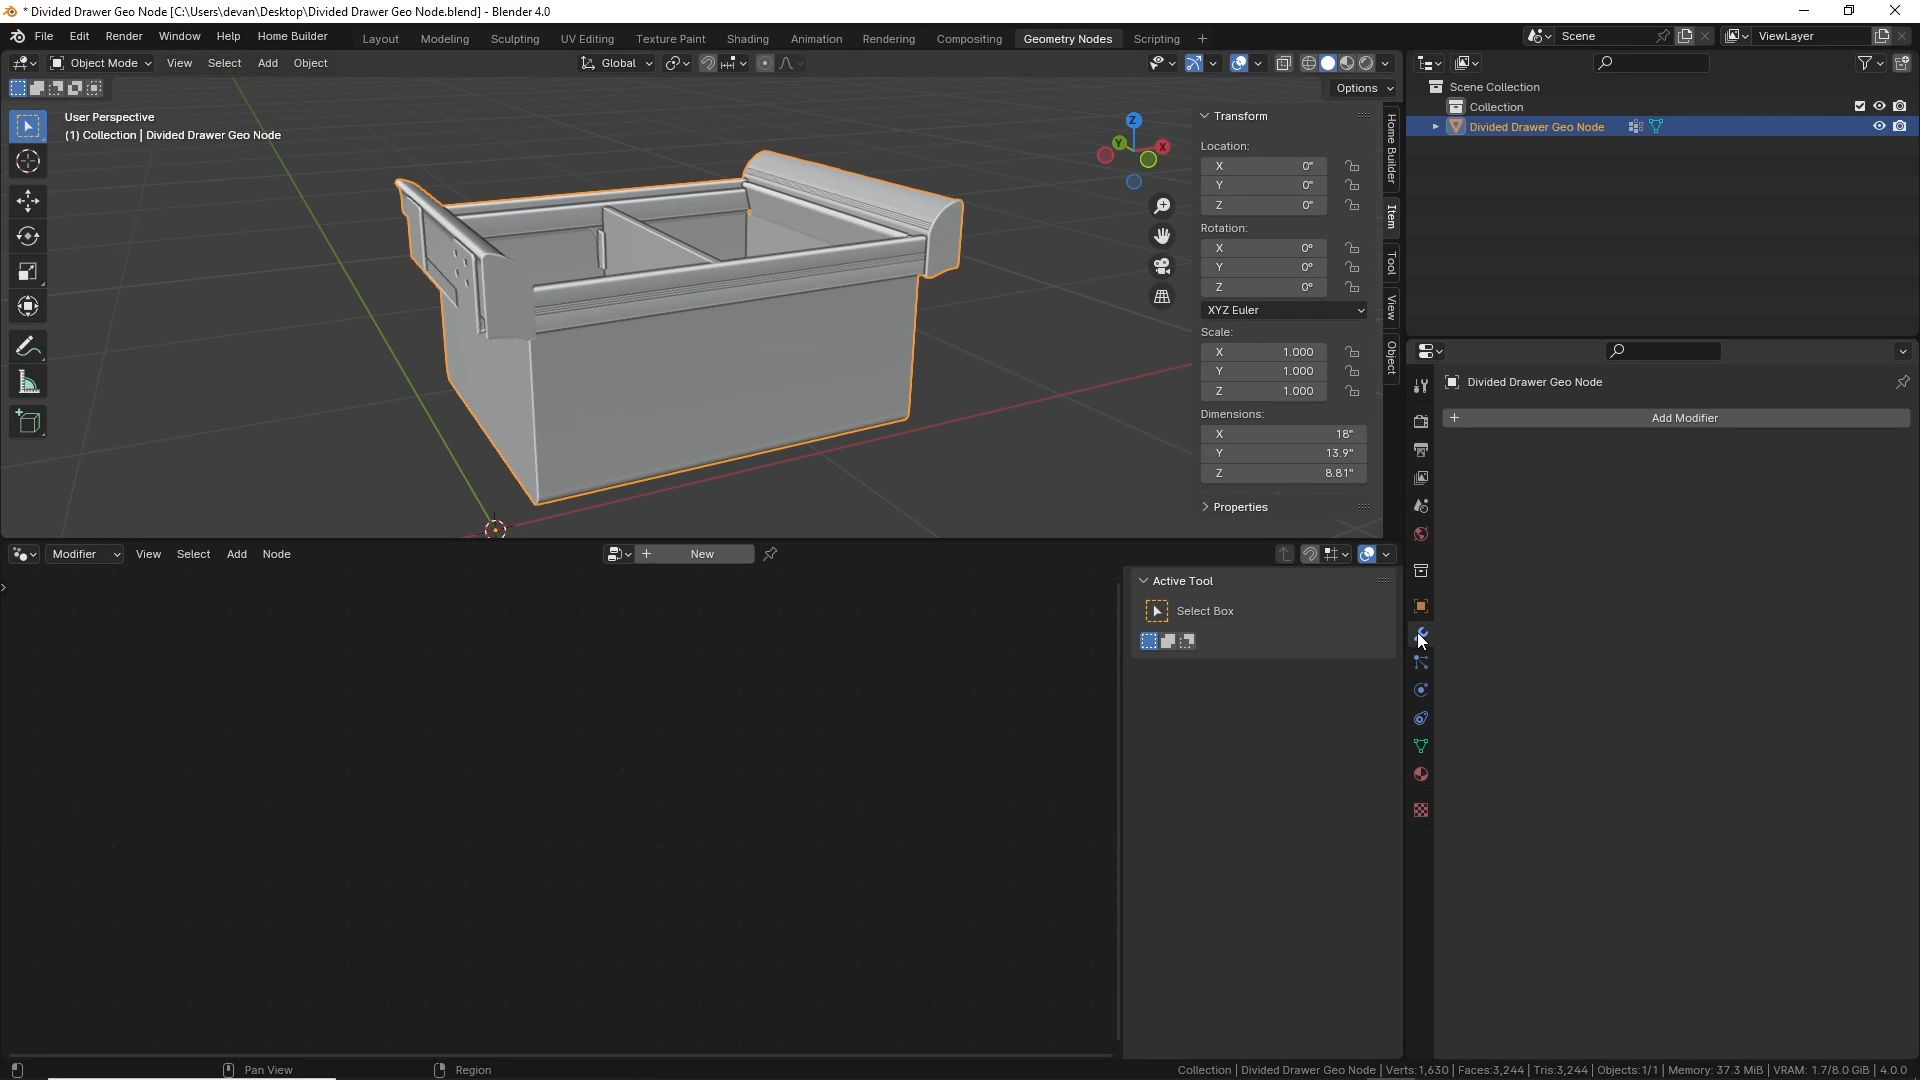 * Divided Drawer Geo Node [C:\Users\devan\Desktop\Divided Drawer Geo Node.blend] - Blender 4.0
File Edit Render Window Help Home Builder Layout Modeling Sculpting UV Editing Texture Paint Shading Animation Rendering Compositing Geometry Nodes Scripting + Scene ViewLayer
Object Mode View Select Add Object Global
Options
User Perspective
(1) Collection | Divided Drawer Geo Node
Z
Y
X
Transform
Location:
X 0"
Y 0"
Z 0"
Rotation:
X 0°
Y 0°
Z 0°
XYZ Euler
Scale:
X 1.000
Y 1.000
Z 1.000
Dimensions:
X 18"
Y 13.9"
Z 8.81"
Properties
Home Builder
Item
Tool
View
Object
Scene Collection
Collection
Divided Drawer Geo Node
Divided Drawer Geo Node
+ Add Modifier
Modifier View Select Add Node + New
Active Tool
Select Box
Pan View Region Collection | Divided Drawer Geo Node | Verts:1,630 | Faces:3,244 | Tris:3,244 | Objects:1/1 | Memory: 37.3 MiB | VRAM: 1.7/8.0 GiB | 4.0.0